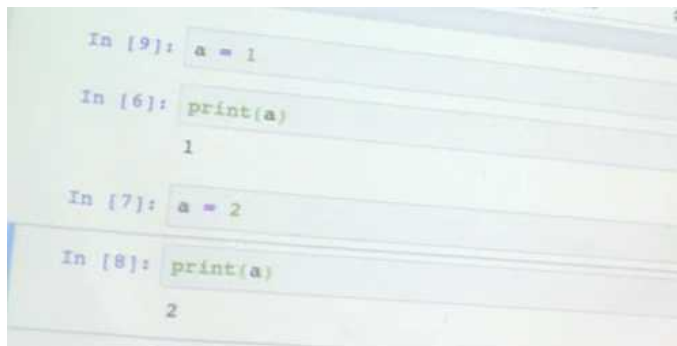 In [9]: a = 1
In [6]: print(a)
1
In [7]: a = 2
In [8]: print(a)
2